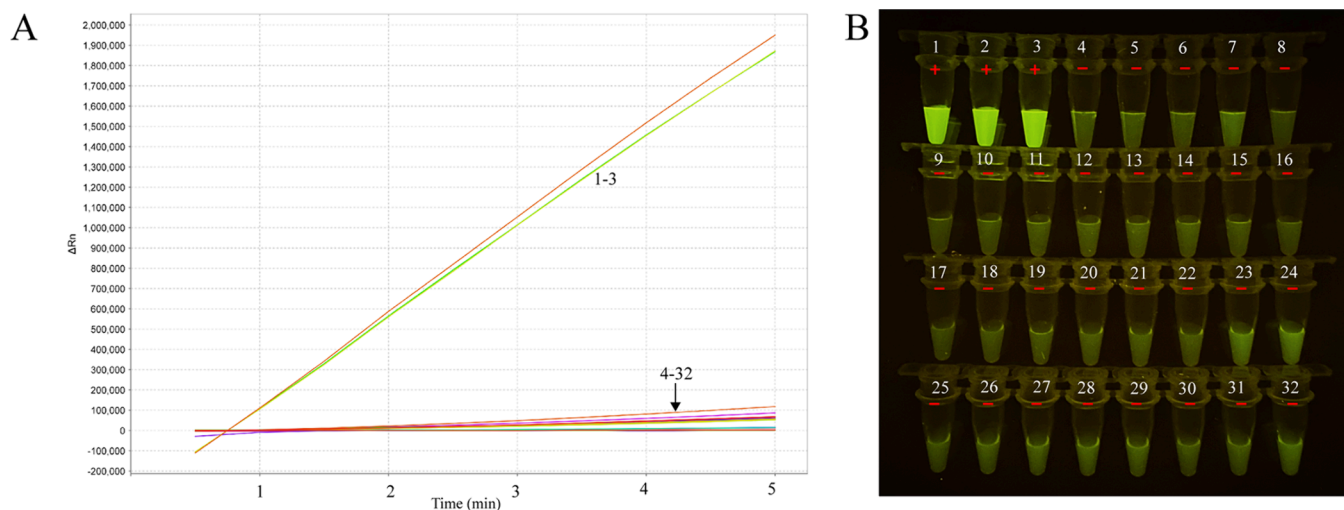 A
2,000,000
1,900,000
1,800,000
1,700,000
1,600,000
1,500,000
1,400,000
1,300,000
1,200,000
1,100,000
1,000,000
900,000
800,000
700,000
600,000
500,000
400,000
300,000
200,000
100,000
0
-100,000
-200,000
ΔRn
1-3
4-32
1 2 3 4 5
Time (min)
B
1 2 3 4 5 6 7 8
+ + + − − − − −
9 10 11 12 13 14 15 16
− − − − − − − −
17 18 19 20 21 22 23 24
− − − − − − − −
25 26 27 28 29 30 31 32
− − − − − − − −